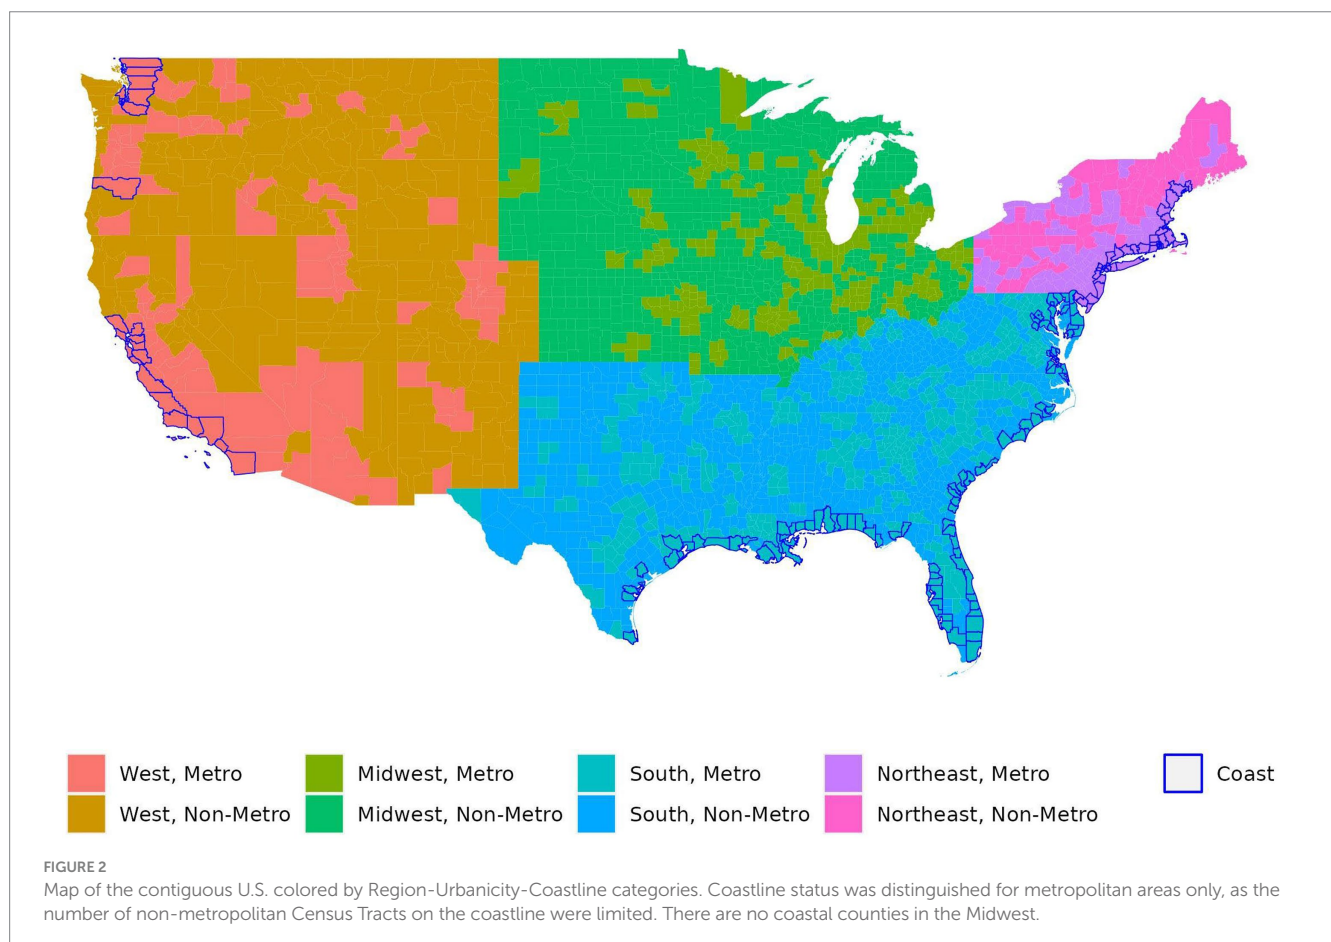 West, Metro
Midwest, Metro
South, Metro
Northeast, Metro
Coast
West, Non-Metro
Midwest, Non-Metro
South, Non-Metro
Northeast, Non-Metro
FIGURE 2
Map of the contiguous U.S. colored by Region-Urbanicity-Coastline categories. Coastline status was distinguished for metropolitan areas only, as the
number of non-metropolitan Census Tracts on the coastline were limited. There are no coastal counties in the Midwest.